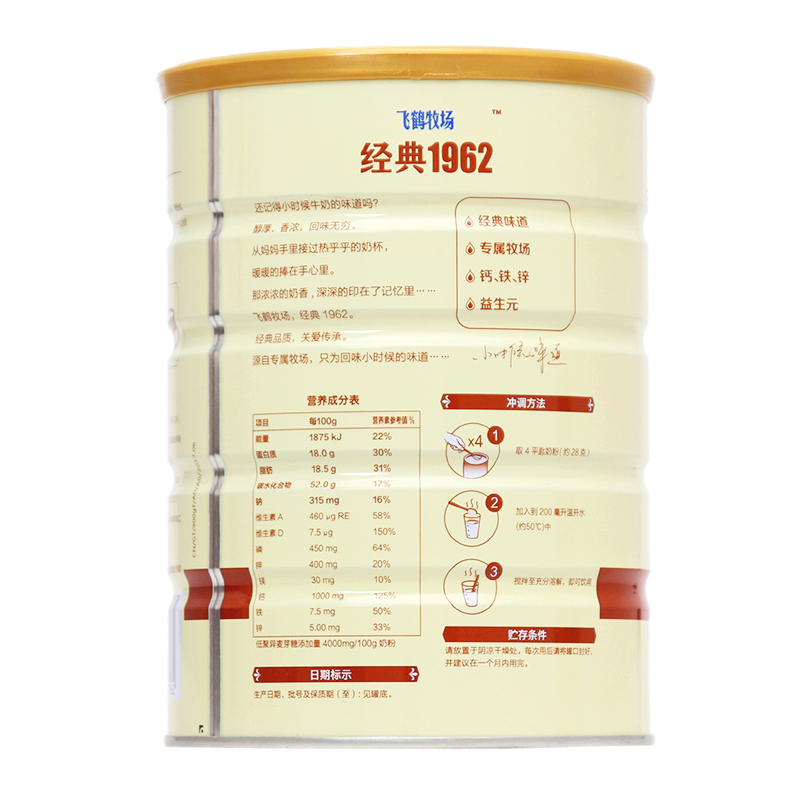 飞鹤牧场 ™
经典1962
还记得小时候牛奶的味道吗?
醇厚、香浓,回味无穷。
从妈妈手里接过热乎乎的奶杯,
暖暖的捧在手心里。
那浓浓的奶香,深深的印在了记忆里……
飞鹤牧场,经典 1962。
经典品质,关爱传承。
源自专属牧场,只为回味小时候的味道……
经典味道
专属牧场
钙、铁、锌
益生元
小时候的味道
营养成分表
项目 每100g 营养素参考值 %
能量 1875 kJ 22%
蛋白质 18.0 g 30%
脂肪 18.5 g 31%
碳水化合物 52.0 g 17%
钠 315 mg 16%
维生素 A 460 μg RE 58%
维生素 D 7.5 μg 150%
磷 450 mg 64%
钾 400 mg 20%
镁 30 mg 10%
钙 1000 mg 125%
铁 7.5 mg 50%
锌 5.00 mg 33%
低聚异麦芽糖添加量 4000mg/100g 奶粉
日期标示
生产日期、批号及保质期(至):见罐底。
冲调方法
x4
1
取 4 平匙奶粉(约28克)
2
加入到 200 毫升温开水
(约50℃)中
3
搅拌至充分溶解,即可饮用
贮存条件
请放置于阴凉干燥处。每次用后请将罐口封好,
并建议在一个月内用完。